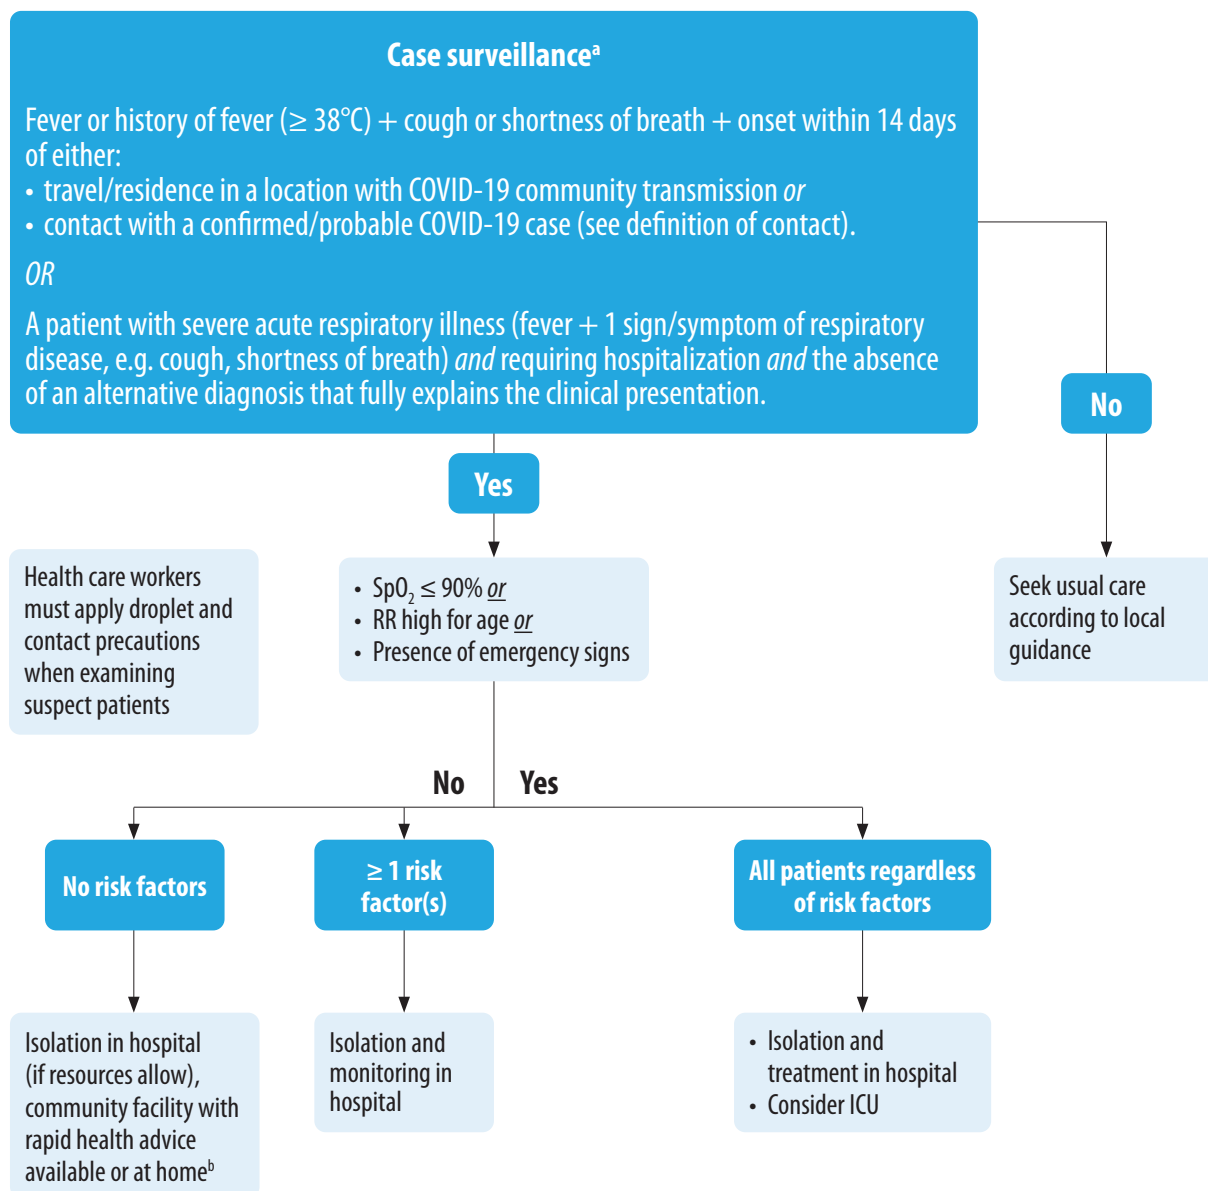 Case surveillanceᵃ
Fever or history of fever (≥ 38°C) + cough or shortness of breath + onset within 14 days
of either:
• travel/residence in a location with COVID-19 community transmission or
• contact with a confirmed/probable COVID-19 case (see definition of contact).
OR
A patient with severe acute respiratory illness (fever + 1 sign/symptom of respiratory
disease, e.g. cough, shortness of breath) and requiring hospitalization and the absence
of an alternative diagnosis that fully explains the clinical presentation.
No
Yes
Health care workers
must apply droplet and
contact precautions
when examining
suspect patients
• SpO₂ ≤ 90% or
• RR high for age or
• Presence of emergency signs
Seek usual care
according to local
guidance
No
Yes
No risk factors
≥ 1 risk
factor(s)
All patients regardless
of risk factors
Isolation in hospital
(if resources allow),
community facility with
rapid health advice
available or at homeᵇ
Isolation and
monitoring in
hospital
• Isolation and
treatment in hospital
• Consider ICU